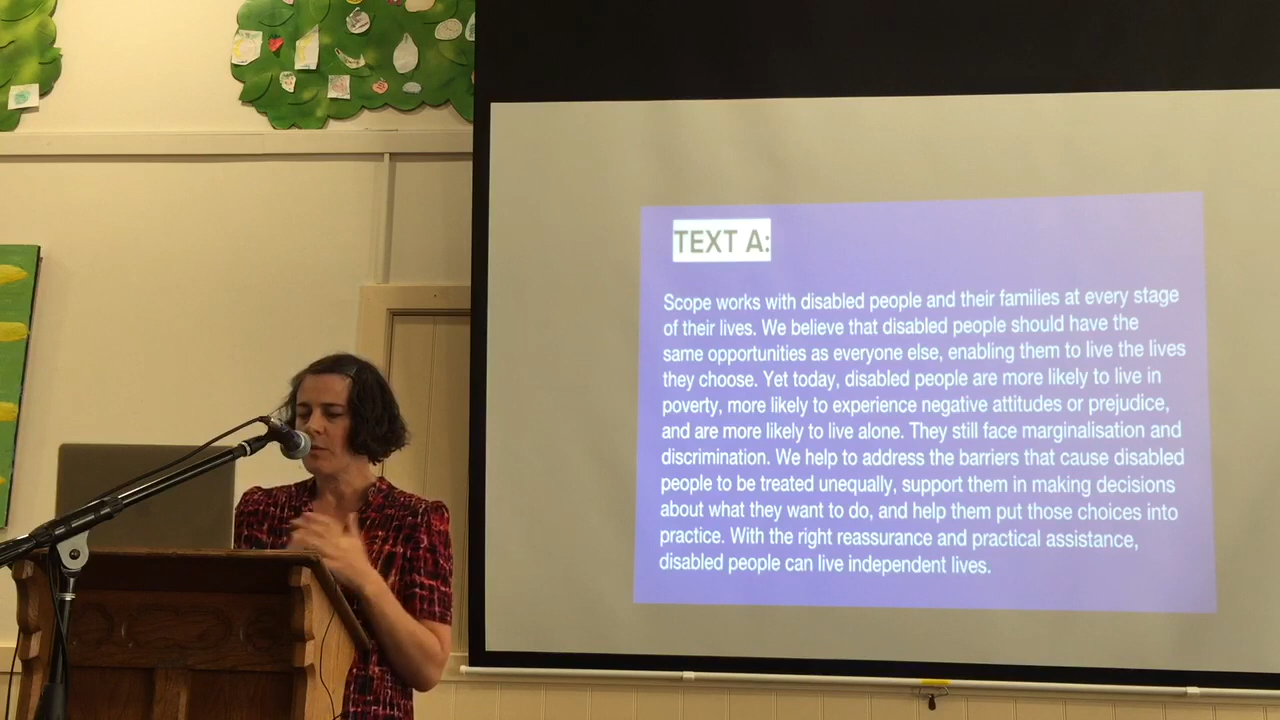 TEXT A:
Scope works with disabled people and their families at every stage
of their lives. We believe that disabled people should have the
same opportunities as everyone else, enabling them to live the lives
they choose. Yet today, disabled people are more likely to live in
poverty, more likely to experience negative attitudes or prejudice,
and are more likely to live alone. They still face marginalisation and
discrimination. We help to address the barriers that cause disabled
people to be treated unequally, support them in making decisions
about what they want to do, and help them put those choices into
practice. With the right reassurance and practical assistance,
disabled people can live independent lives.